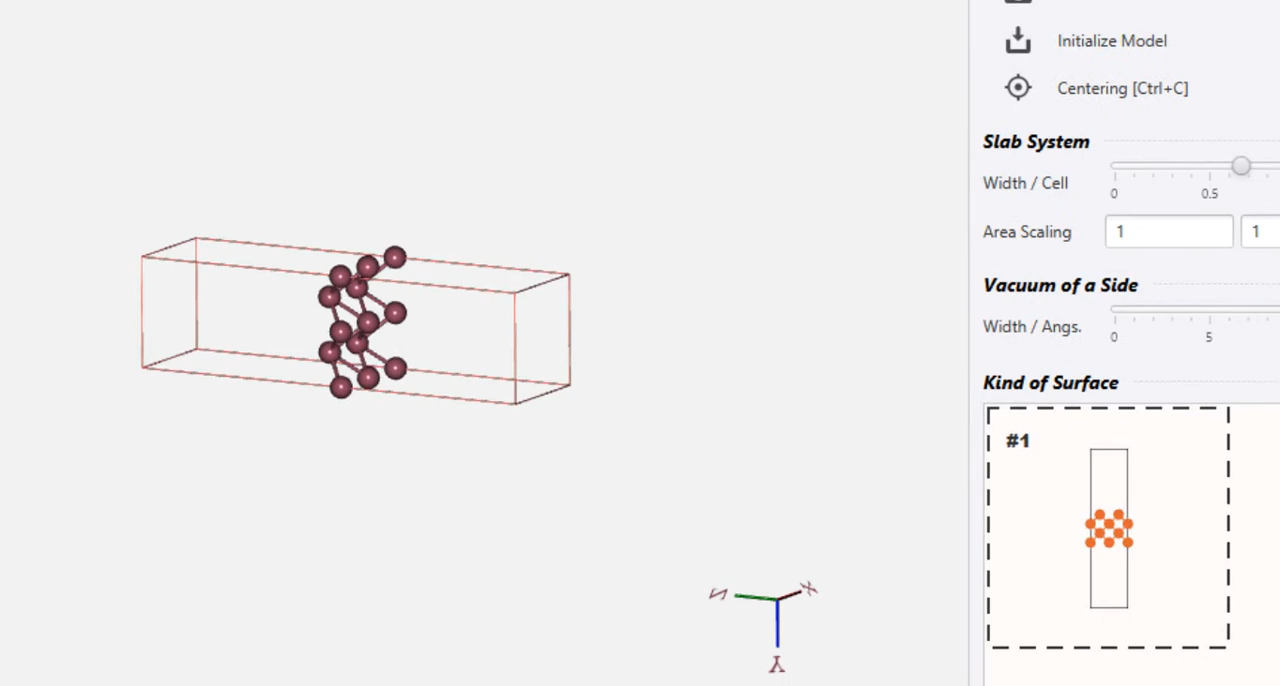 Initialize Model
Centering [Ctrl+C]
Slab System
Width / Cell
0 0.5
Area Scaling 1 1
Vacuum of a Side
Width / Angs.
0 5
Kind of Surface
#1
Z X
Y